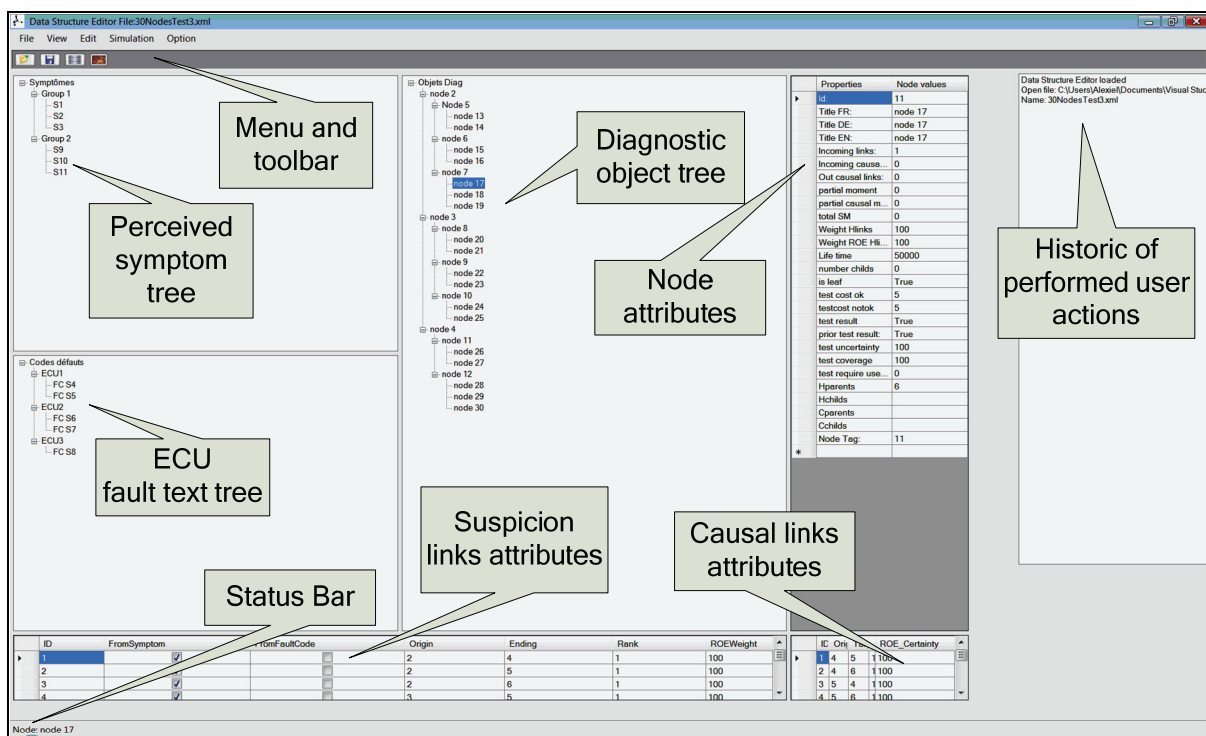 Data Structure Editor File:30NodesTest3.xml
File View Edit Simulation Option
Symptômes
Group 1
S1
S2
S3
Group 2
S9
S10
S11
Menu and
toolbar
Perceived
symptom
tree
Codes défauts
ECU1
FC S4
FC S5
ECU2
FC S6
FC S7
ECU3
FC S8
ECU
fault text tree
Objets Diag
node 2
Node 5
node 13
node 14
node 6
node 15
node 16
node 7
node 17
node 18
node 19
node 3
node 8
node 20
node 21
node 9
node 22
node 23
node 10
node 24
node 25
node 4
node 11
node 26
node 27
node 12
node 28
node 29
node 30
Diagnostic
object tree
Properties Node values
Id: 11
Title FR: node 17
Title DE: node 17
Title EN: node 17
Incoming links: 1
Incoming causa... 0
Out causal links: 0
partial moment 0
partial causal m... 0
total SM 0
Weight Hlinks 100
Weight ROE Hli... 100
Life time 50000
number childs 0
is leaf True
test cost ok 5
testcost notok 5
test result True
prior test result: True
test uncertainty 100
test coverage 100
test require use... 0
Hparents 6
Hchilds
Cparents
Cchilds
Node Tag: 11
Node
attributes
Data Structure Editor loaded
Open file: C:\Users\Alexiel\Documents\Visual Stud
Name: 30NodesTest3.xml
Historic of
performed user
actions
Suspicion
links attributes
Causal links
attributes
Status Bar
ID FromSymptom FromFaultCode Origin Ending Rank ROEWeight
1 2 4 1 100
2 2 5 1 100
3 2 6 1 100
4 3 5 1 100
ROE_Certainty
1 4 5 1 100
2 4 6 1 100
3 5 4 1 100
4 5 6 1 100
Node: node 17